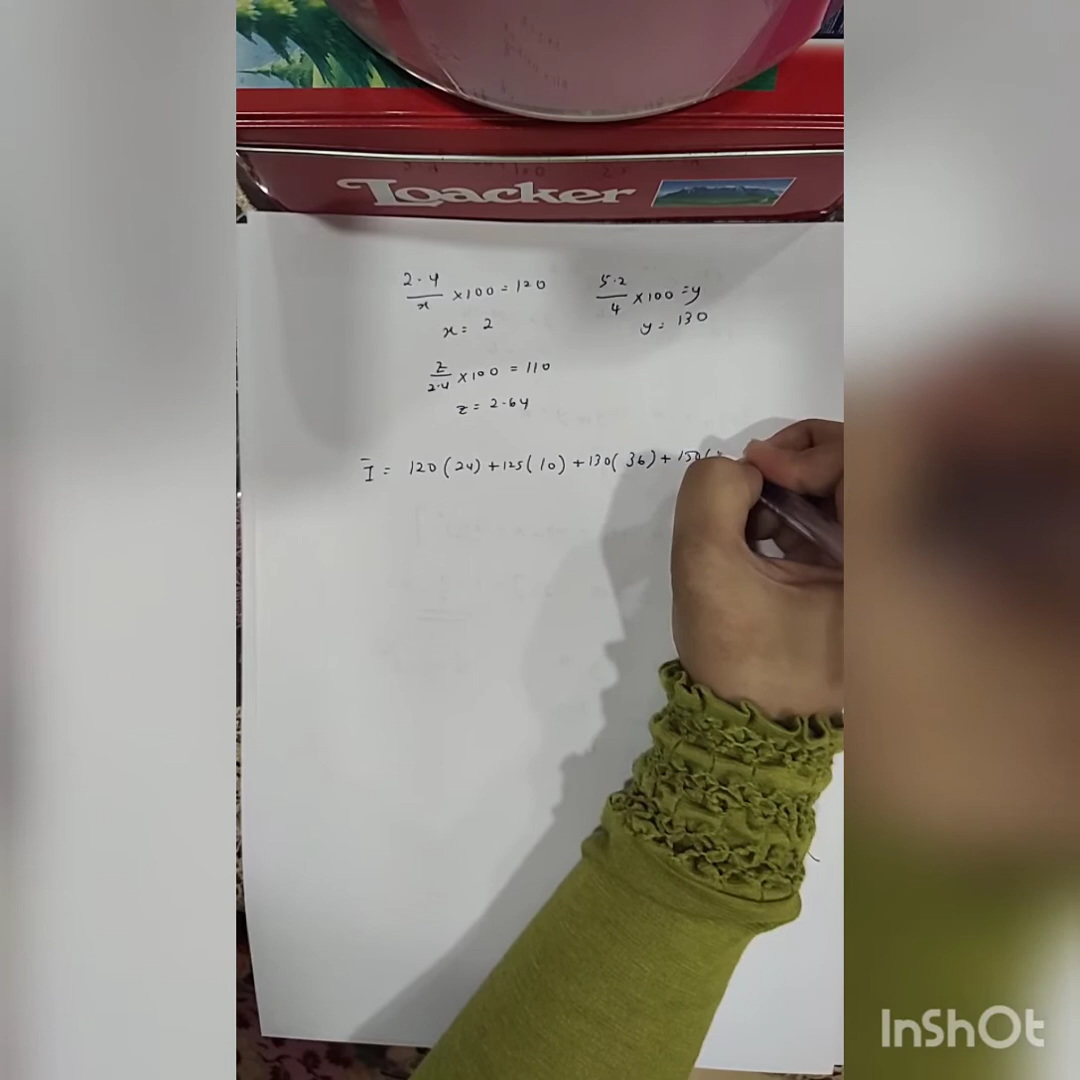 Loacker
2.4/x ×100 = 120
x = 2
5.2/4 ×100 = y
y = 130
z/2.4 ×100 = 110
z = 2.64
Ī = 120(24) + 125(10) + 130(36) + 150(
InShOt